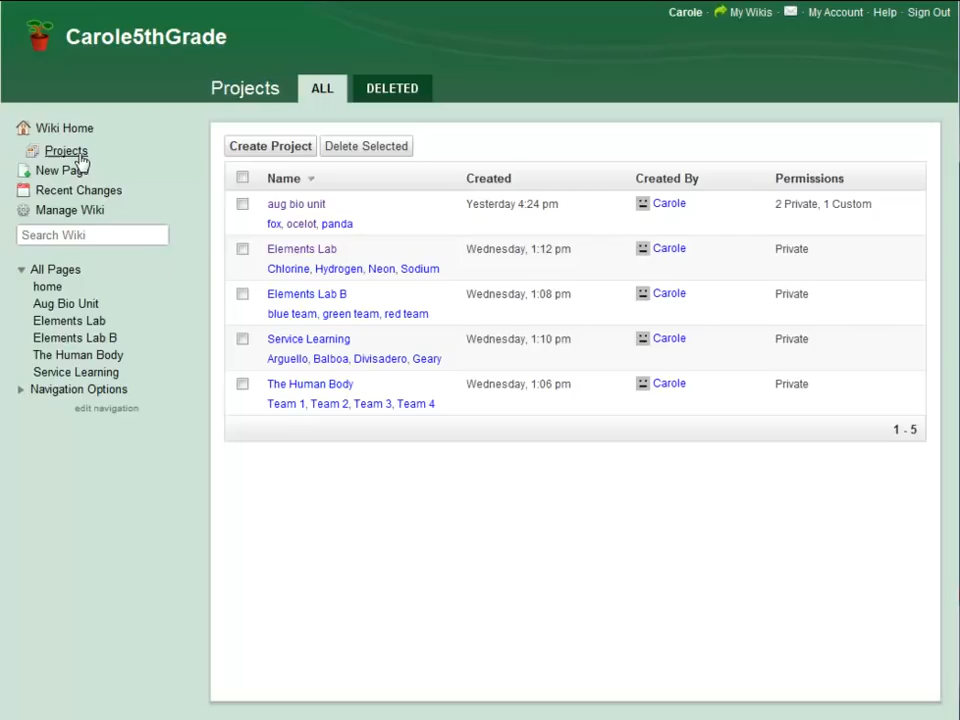 Carole · My Wikis · My Account · Help · Sign Out
Carole5thGrade
Projects ALL DELETED
Wiki Home
Projects
New Page
Recent Changes
Manage Wiki
Search Wiki
All Pages
home
Aug Bio Unit
Elements Lab
Elements Lab B
The Human Body
Service Learning
Navigation Options
edit navigation
Create Project Delete Selected
Name Created Created By Permissions
aug bio unit Yesterday 4:24 pm Carole 2 Private, 1 Custom
fox, ocelot, panda
Elements Lab Wednesday, 1:12 pm Carole Private
Chlorine, Hydrogen, Neon, Sodium
Elements Lab B Wednesday, 1:08 pm Carole Private
blue team, green team, red team
Service Learning Wednesday, 1:10 pm Carole Private
Arguello, Balboa, Divisadero, Geary
The Human Body Wednesday, 1:06 pm Carole Private
Team 1, Team 2, Team 3, Team 4
1 - 5